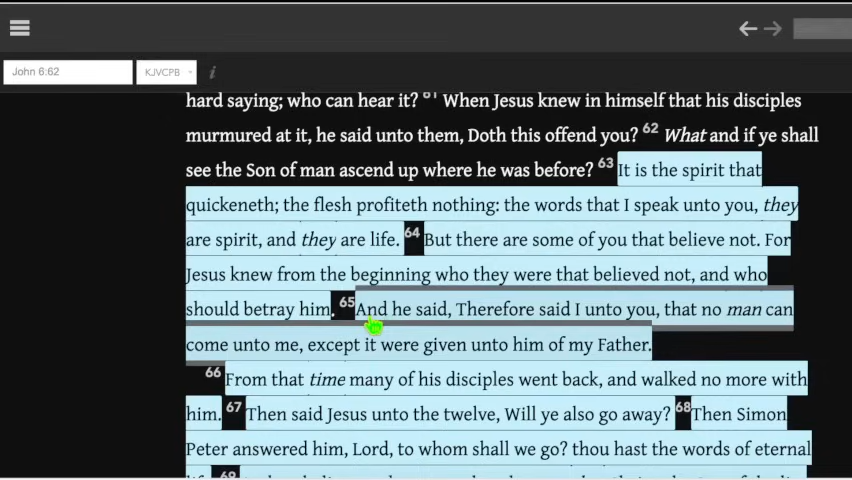 John 6:62 KJVCPB i
hard saying; who can hear it? 61 When Jesus knew in himself that his disciples
murmured at it, he said unto them, Doth this offend you? 62 What and if ye shall
see the Son of man ascend up where he was before? 63 It is the spirit that
quickeneth; the flesh profiteth nothing: the words that I speak unto you, they
are spirit, and they are life. 64 But there are some of you that believe not. For
Jesus knew from the beginning who they were that believed not, and who
should betray him. 65 And he said, Therefore said I unto you, that no man can
come unto me, except it were given unto him of my Father.
66 From that time many of his disciples went back, and walked no more with
him. 67 Then said Jesus unto the twelve, Will ye also go away? 68 Then Simon
Peter answered him, Lord, to whom shall we go? thou hast the words of eternal